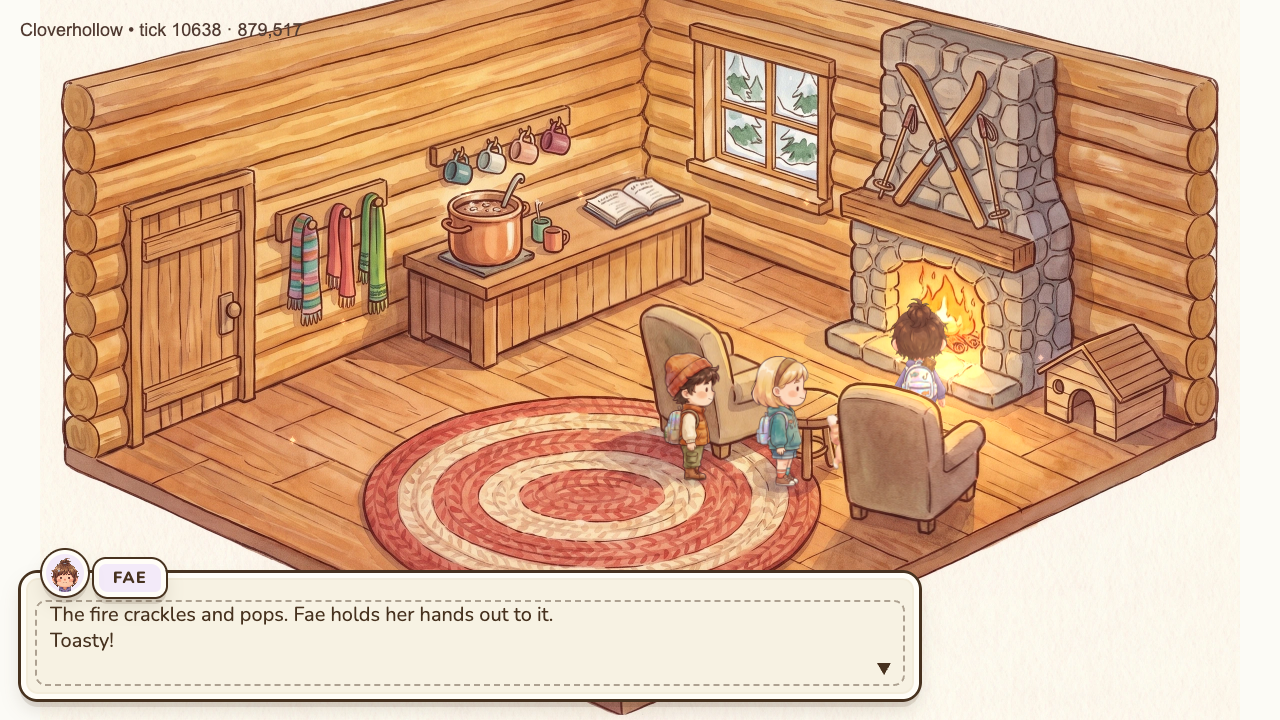 Cloverhollow • tick 10638 · 879,517
FAE
The fire crackles and pops. Fae holds her hands out to it.
Toasty!